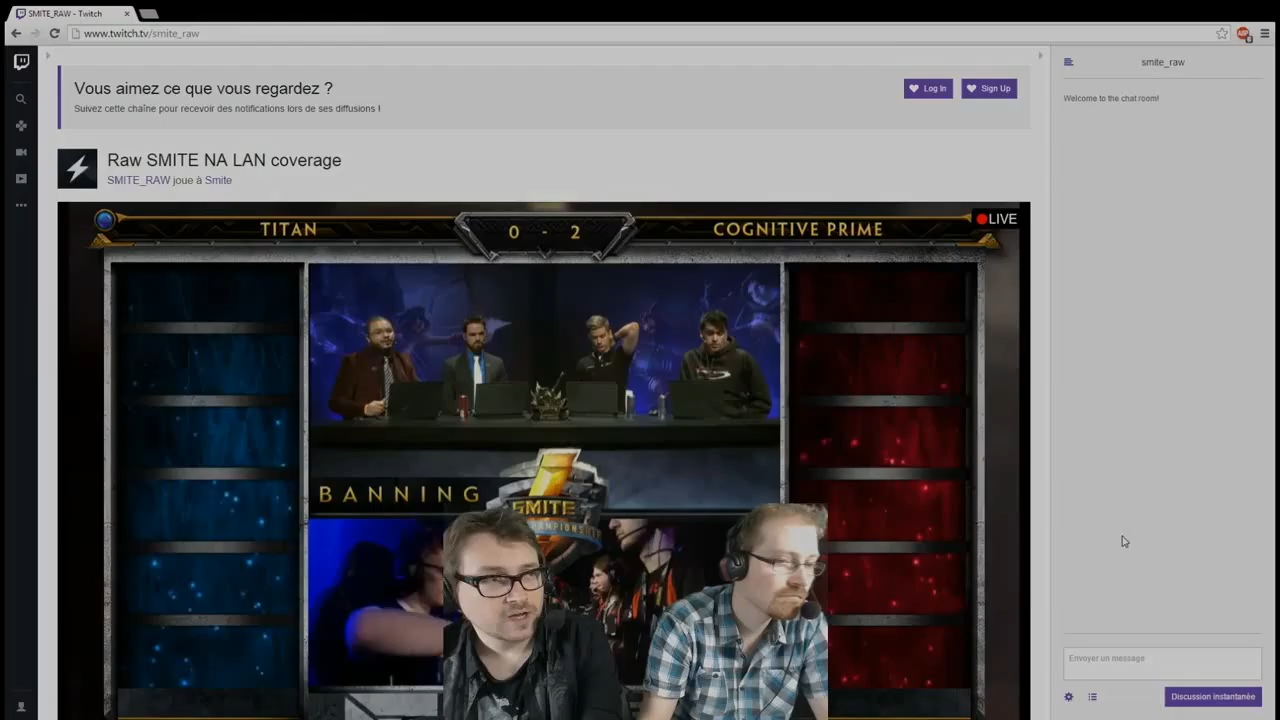 SMITE_RAW - Twitch
www.twitch.tv/smite_raw
Vous aimez ce que vous regardez ?
Suivez cette chaîne pour recevoir des notifications lors de ses diffusions !
Log In
Sign Up
smite_raw
Welcome to the chat room!
Raw SMITE NA LAN coverage
SMITE_RAW joue à Smite
TITAN
0 - 2
COGNITIVE PRIME
LIVE
BANNING
SMITE
CHAMPIONSHIP
Envoyer un message
Discussion instantanée